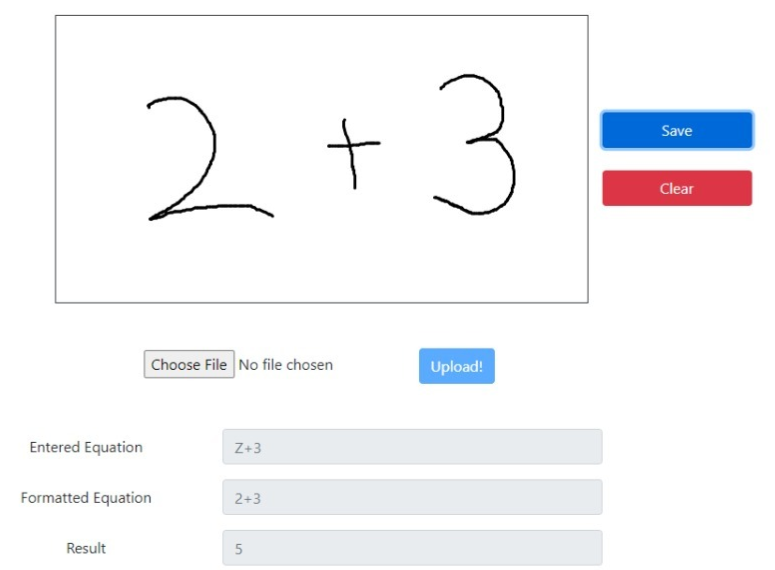 2 + 3
Save
Clear
Choose File No file chosen
Upload!
Entered Equation Z+3
Formatted Equation 2+3
Result 5